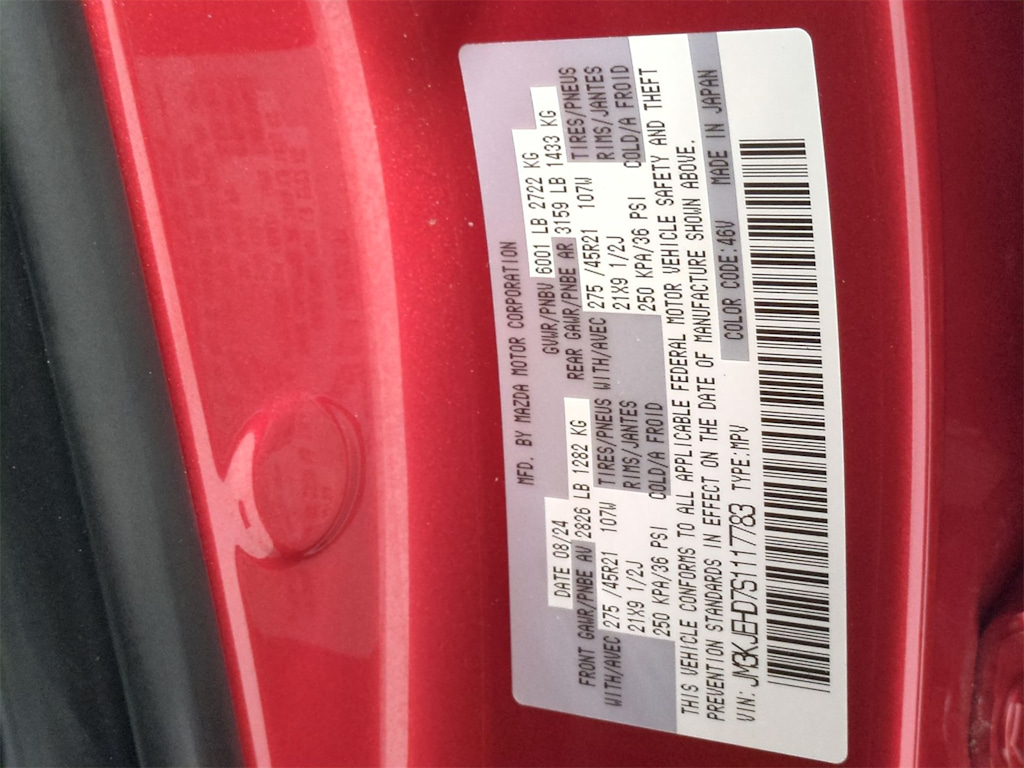 MFD. BY MAZDA MOTOR CORPORATION
DATE 08/24 GVWR/PNBV 6001 LB 2722 KG
FRONT GAWR/PNBE AV 2826 LB 1282 KG REAR GAWR/PNBE AR 3159 LB 1433 KG
WITH/AVEC 275 /45R21 107W TIRES/PNEUS WITH/AVEC 275 /45R21 107W TIRES/PNEUS
21X9 1/2J RIMS/JANTES 21X9 1/2J RIMS/JANTES
250 KPA/36 PSI COLD/A FROID 250 KPA/36 PSI COLD/A FROID
THIS VEHICLE CONFORMS TO ALL APPLICABLE FEDERAL MOTOR VEHICLE SAFETY AND THEFT
PREVENTION STANDARDS IN EFFECT ON THE DATE OF MANUFACTURE SHOWN ABOVE.
VIN: JM3KJEHD7S1117783 TYPE:MPV COLOR CODE:46V MADE IN JAPAN